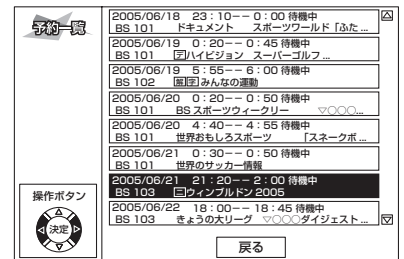 予約一覧
2005/06/18 23：10−− 0：00 待機中
BS 101 ドキュメント スポーツワールド「ふた...
2005/06/19 0：20−− 0：45 待機中
BS 101 デハイビジョン スーパーゴルフ...
2005/06/19 5：55−− 6：00 待機中
BS 102 解字みんなの運動
2005/06/20 0：20−− 0：50 待機中
BS 101 BS スポーツウィークリー ▽○○○...
2005/06/20 4：40−− 4：55 待機中
BS 101 世界おもしろスポーツ 「スネークボ...
2005/06/21 0：30−− 0：50 待機中
BS 101 世界のサッカー情報
2005/06/21 21：20−− 2：00 待機中
BS 103 二ウィンブルドン 2005
2005/06/22 18：00−− 18：45 待機中
BS 103 きょうの大リーグ ▽○○○ダイジェスト...
操作ボタン
決定
戻る